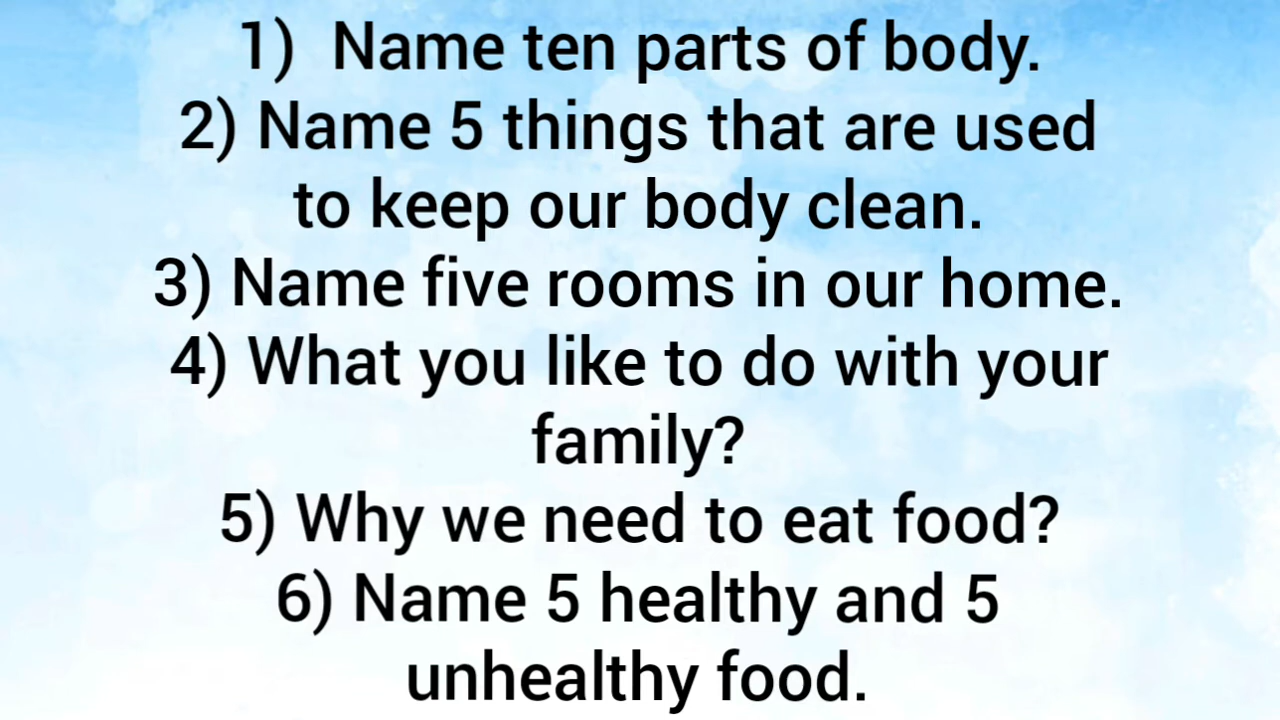 1) Name ten parts of body.
2) Name 5 things that are used
to keep our body clean.
3) Name five rooms in our home.
4) What you like to do with your
family?
5) Why we need to eat food?
6) Name 5 healthy and 5
unhealthy food.